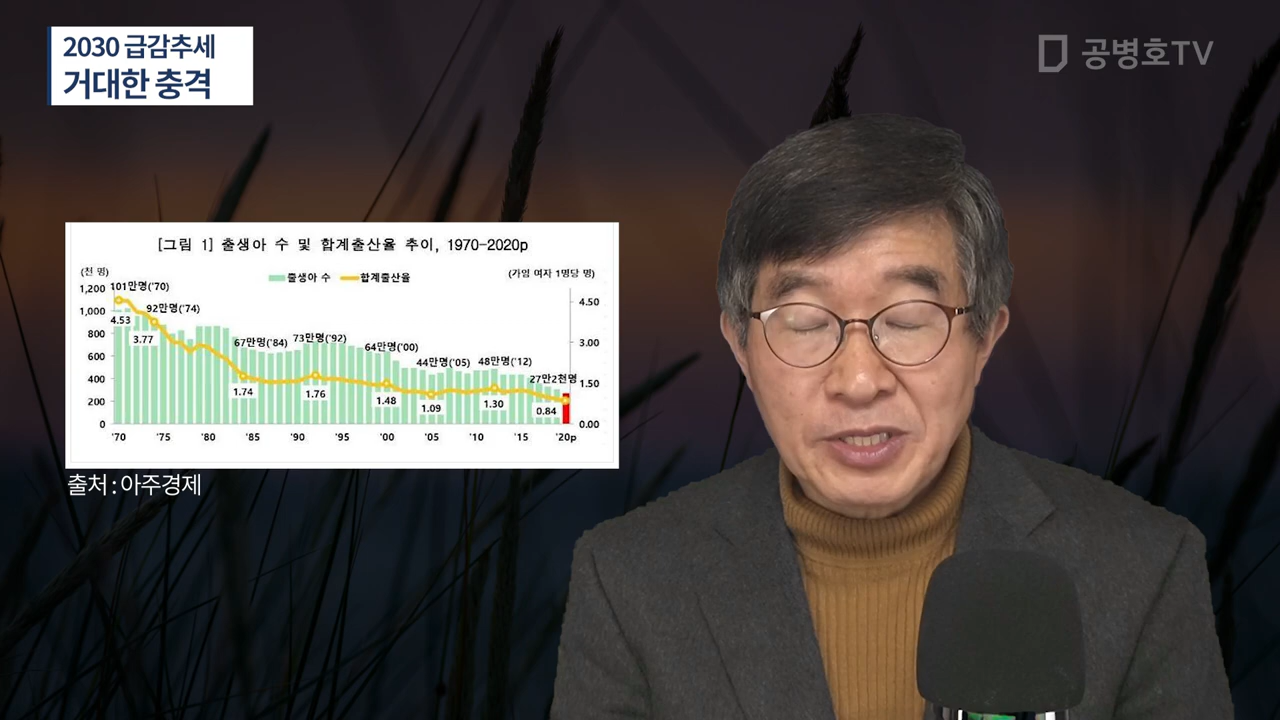 2030 급감추세
거대한 충격
공병호TV
[그림 1] 출생아 수 및 합계출산율 추이, 1970-2020p
(천 명)
출생아 수
합계출산율
(가임 여자 1명당 명)
1,200
1,000
800
600
400
200
0
101만명('70)
92만명('74)
67만명('84)
73만명('92)
64만명('00)
44만명('05)
48만명('12)
27만2천명
4.53
3.77
1.74
1.76
1.48
1.09
1.30
0.84
4.50
3.00
1.50
0.00
'70
'75
'80
'85
'90
'95
'00
'05
'10
'15
'20p
출처 : 아주경제